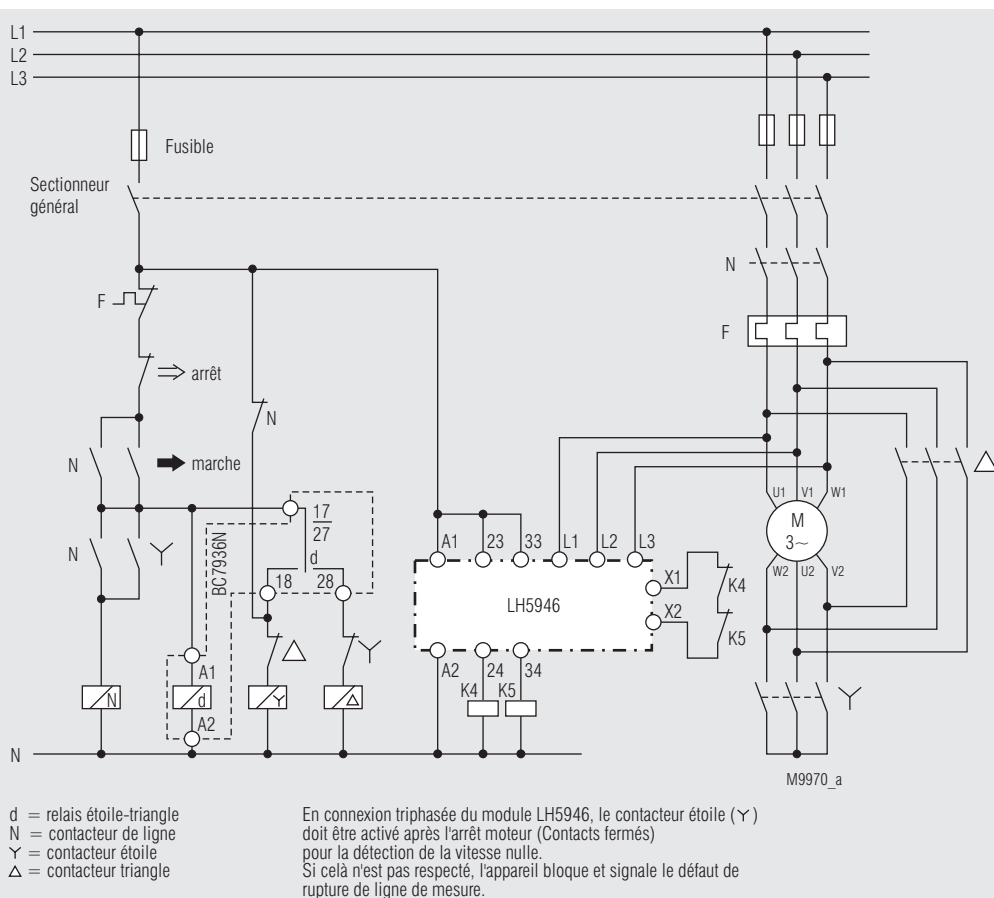 L1
L2
L3
Fusible
Sectionneur
général
N
F
F
arrêt
N
N
marche
17
27
d
18
28
BC7936N
N
A1
A2
N
d
A1 23 33 L1 L2 L3
LH5946
X1
X2
K4
K5
A2 24 34
K4 K5
U1 V1 W1
M
3~
W2 U2 V2
N
M9970_a
d = relais étoile-triangle
N = contacteur de ligne
Y = contacteur étoile
△ = contacteur triangle
En connexion triphasée du module LH5946, le contacteur étoile (Y)
doit être activé après l'arrêt moteur (Contacts fermés)
pour la détection de la vitesse nulle.
Si celà n'est pas respecté, l'appareil bloque et signale le défaut de
rupture de ligne de mesure.